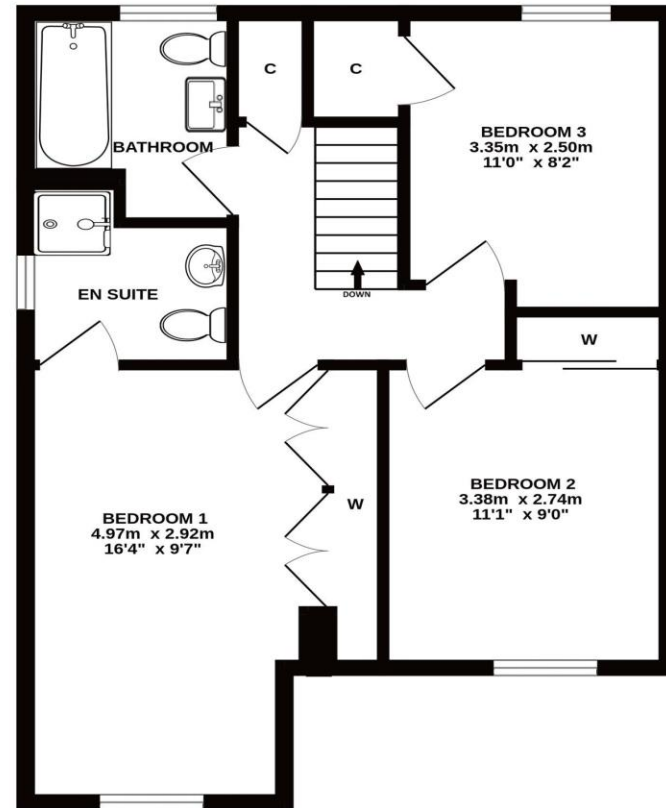 C
C
BATHROOM
BEDROOM 3
3.35m x 2.50m
11'0" x 8'2"
EN SUITE
DOWN
W
BEDROOM 1
4.97m x 2.92m
16'4" x 9'7"
W
BEDROOM 2
3.38m x 2.74m
11'1" x 9'0"